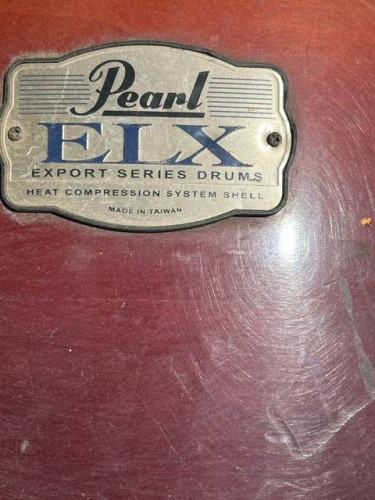 Pearl
ELX
EXPORT SERIES DRUMS
HEAT COMPRESSION SYSTEM SHELL
MADE IN TAIWAN